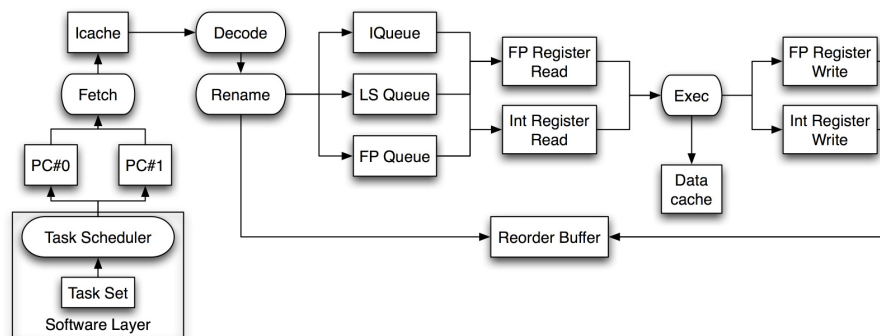 Icache
Decode
IQueue
FP Register
Read
FP Register
Write
Fetch
Rename
LS Queue
Exec
Int Register
Read
Int Register
Write
PC#0
PC#1
FP Queue
Data
cache
Task Scheduler
Reorder Buffer
Task Set
Software Layer